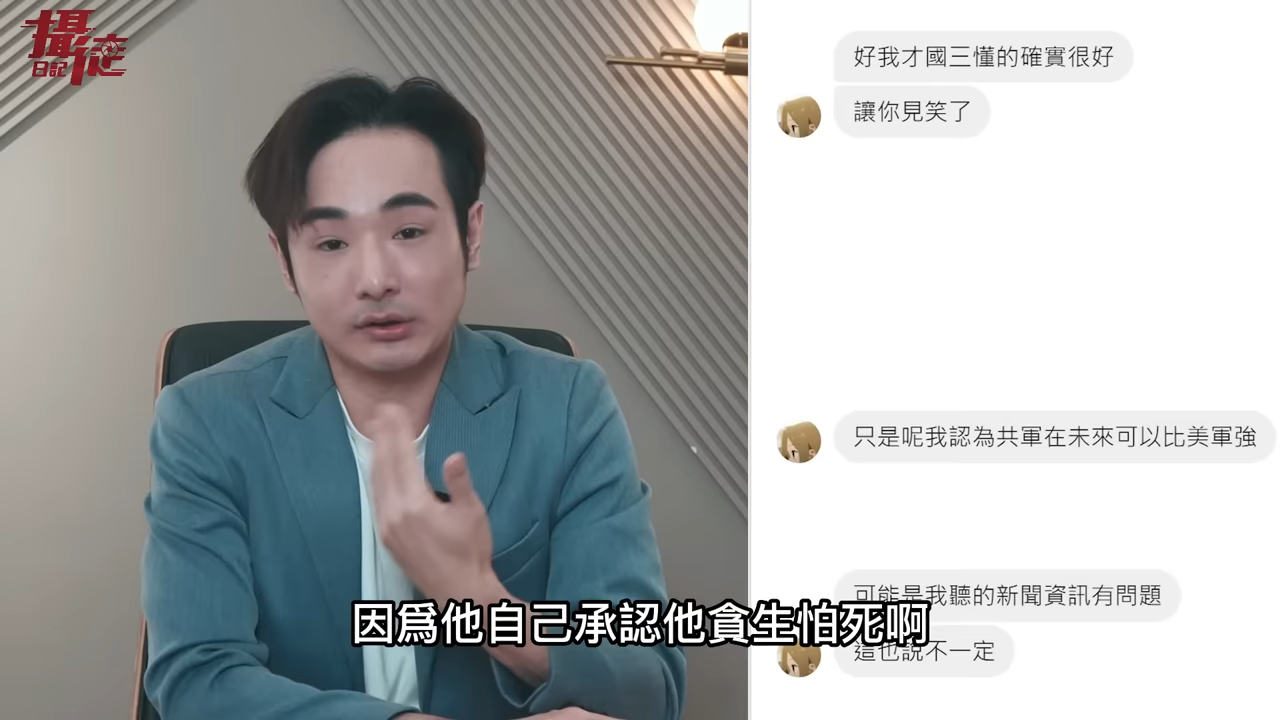 攝徒
日記
好我才國三懂的確實很好
讓你見笑了
只是呢我認為共軍在未來可以比美軍強
可能是我聽的新聞資訊有問題
這也說不一定
因爲他自己承認他貪生怕死啊